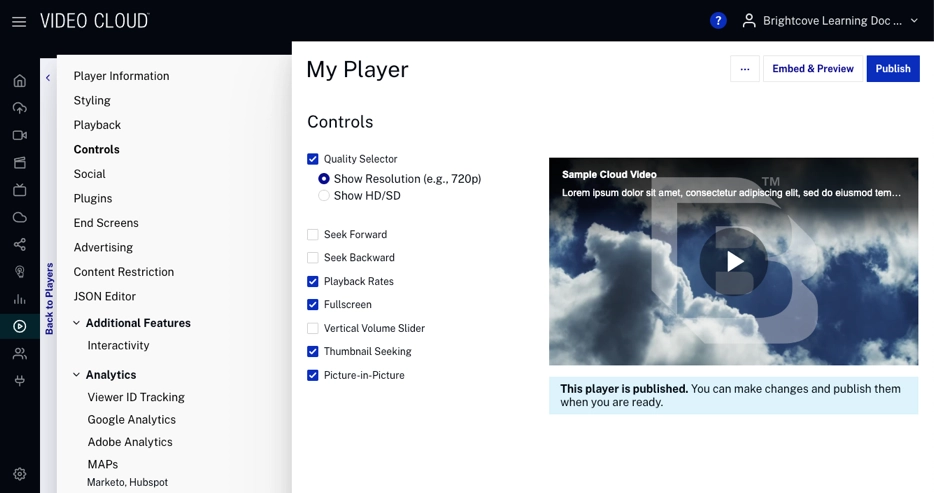 VIDEO CLOUD™
?
Brightcove Learning Doc ...
Back to Players
Player Information
Styling
Playback
Controls
Social
Plugins
End Screens
Advertising
Content Restriction
JSON Editor
Additional Features
Interactivity
Analytics
Viewer ID Tracking
Google Analytics
Adobe Analytics
MAPs
Marketo, Hubspot
My Player
...
Embed & Preview
Publish
Controls
Quality Selector
Show Resolution (e.g., 720p)
Show HD/SD
Seek Forward
Seek Backward
Playback Rates
Fullscreen
Vertical Volume Slider
Thumbnail Seeking
Picture-in-Picture
Sample Cloud Video
Lorem ipsum dolor sit amet, consectetur adipiscing elit, sed do eiusmod tem...
B
TM
This player is published. You can make changes and publish them
when you are ready.